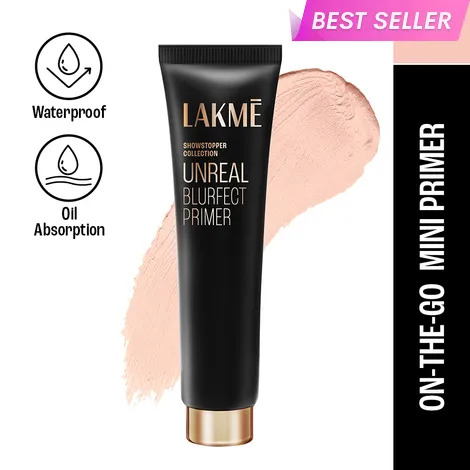 BEST SELLER
Waterproof
Oil
Absorption
LAKMĒ
SHOWSTOPPER
COLLECTION
UNREAL
BLURFECT
PRIMER
ON-THE-GO MINI PRIMER